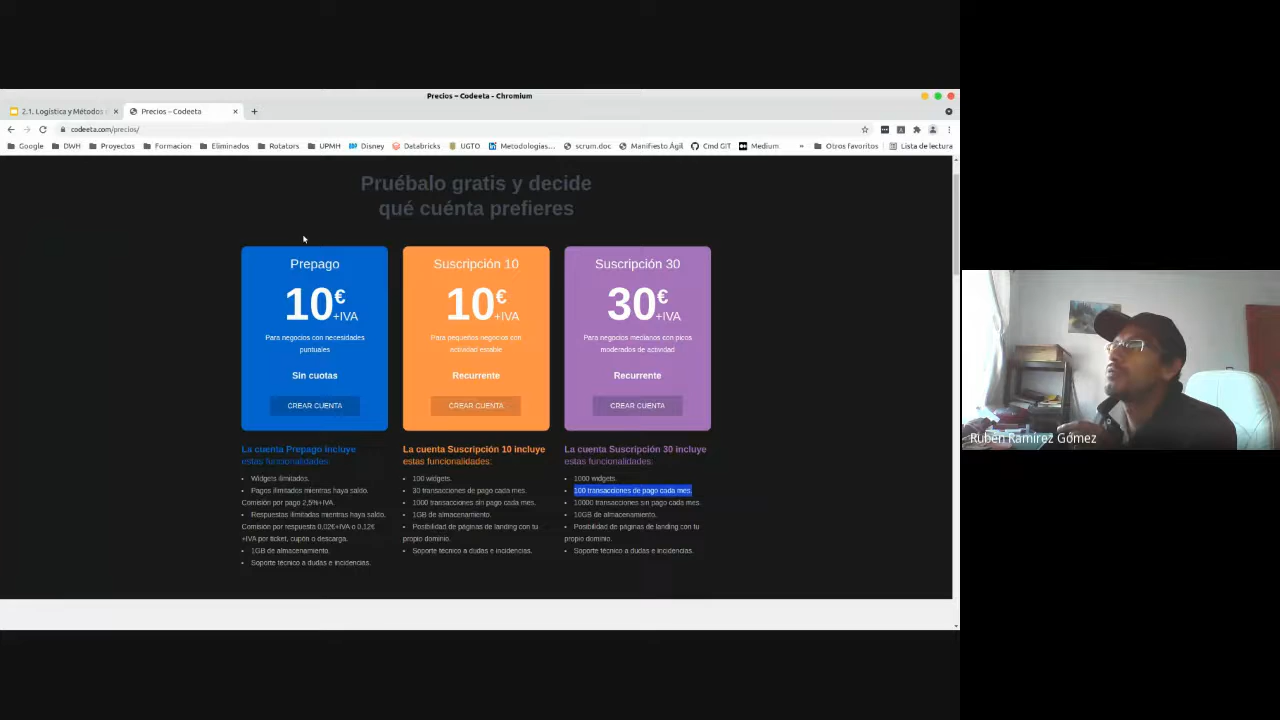 Precios – Codeeta - Chromium
2.1. Logística y Métodos
Precios – Codeeta
codeeta.com/precios/
Google
DWH
Proyectos
Formacion
Eliminados
Rotators
UPMH
Disney
Databricks
UGTO
Metodologías...
scrum.doc
Manifiesto Ágil
Cmd GIT
Medium
»
Otros favoritos
Lista de lectura
Pruébalo gratis y decide
qué cuénta prefieres
Prepago
10€
+IVA
Para negocios con necesidades
puntuales
Sin cuotas
CREAR CUENTA
La cuenta Prepago incluye
estas funcionalidades:
• Widgets ilimitados.
• Pagos ilimitados mientras haya saldo.
Comisión por pago 2,5%+IVA.
• Respuestas ilimitadas mientras haya saldo.
Comisión por respuesta 0,02€+IVA o 0,12€
+IVA por ticket, cupón o descarga.
• 1GB de almacenamiento.
• Soporte técnico a dudas e incidencias.
Suscripción 10
10€
+IVA
Para pequeños negocios con
actividad estable
Recurrente
CREAR CUENTA
La cuenta Suscripción 10 incluye
estas funcionalidades:
• 100 widgets.
• 30 transacciones de pago cada mes.
• 1000 transacciones sin pago cada mes.
• 1GB de almacenamiento.
• Posibilidad de páginas de landing con tu
propio dominio.
• Soporte técnico a dudas e incidencias.
Suscripción 30
30€
+IVA
Para negocios medianos con picos
moderados de actividad
Recurrente
CREAR CUENTA
La cuenta Suscripción 30 incluye
estas funcionalidades:
• 1000 widgets.
• 100 transacciones de pago cada mes.
• 10000 transacciones sin pago cada mes.
• 10GB de almacenamiento.
• Posibilidad de páginas de landing con tu
propio dominio.
• Soporte técnico a dudas e incidencias.
Rubén Ramírez Gómez